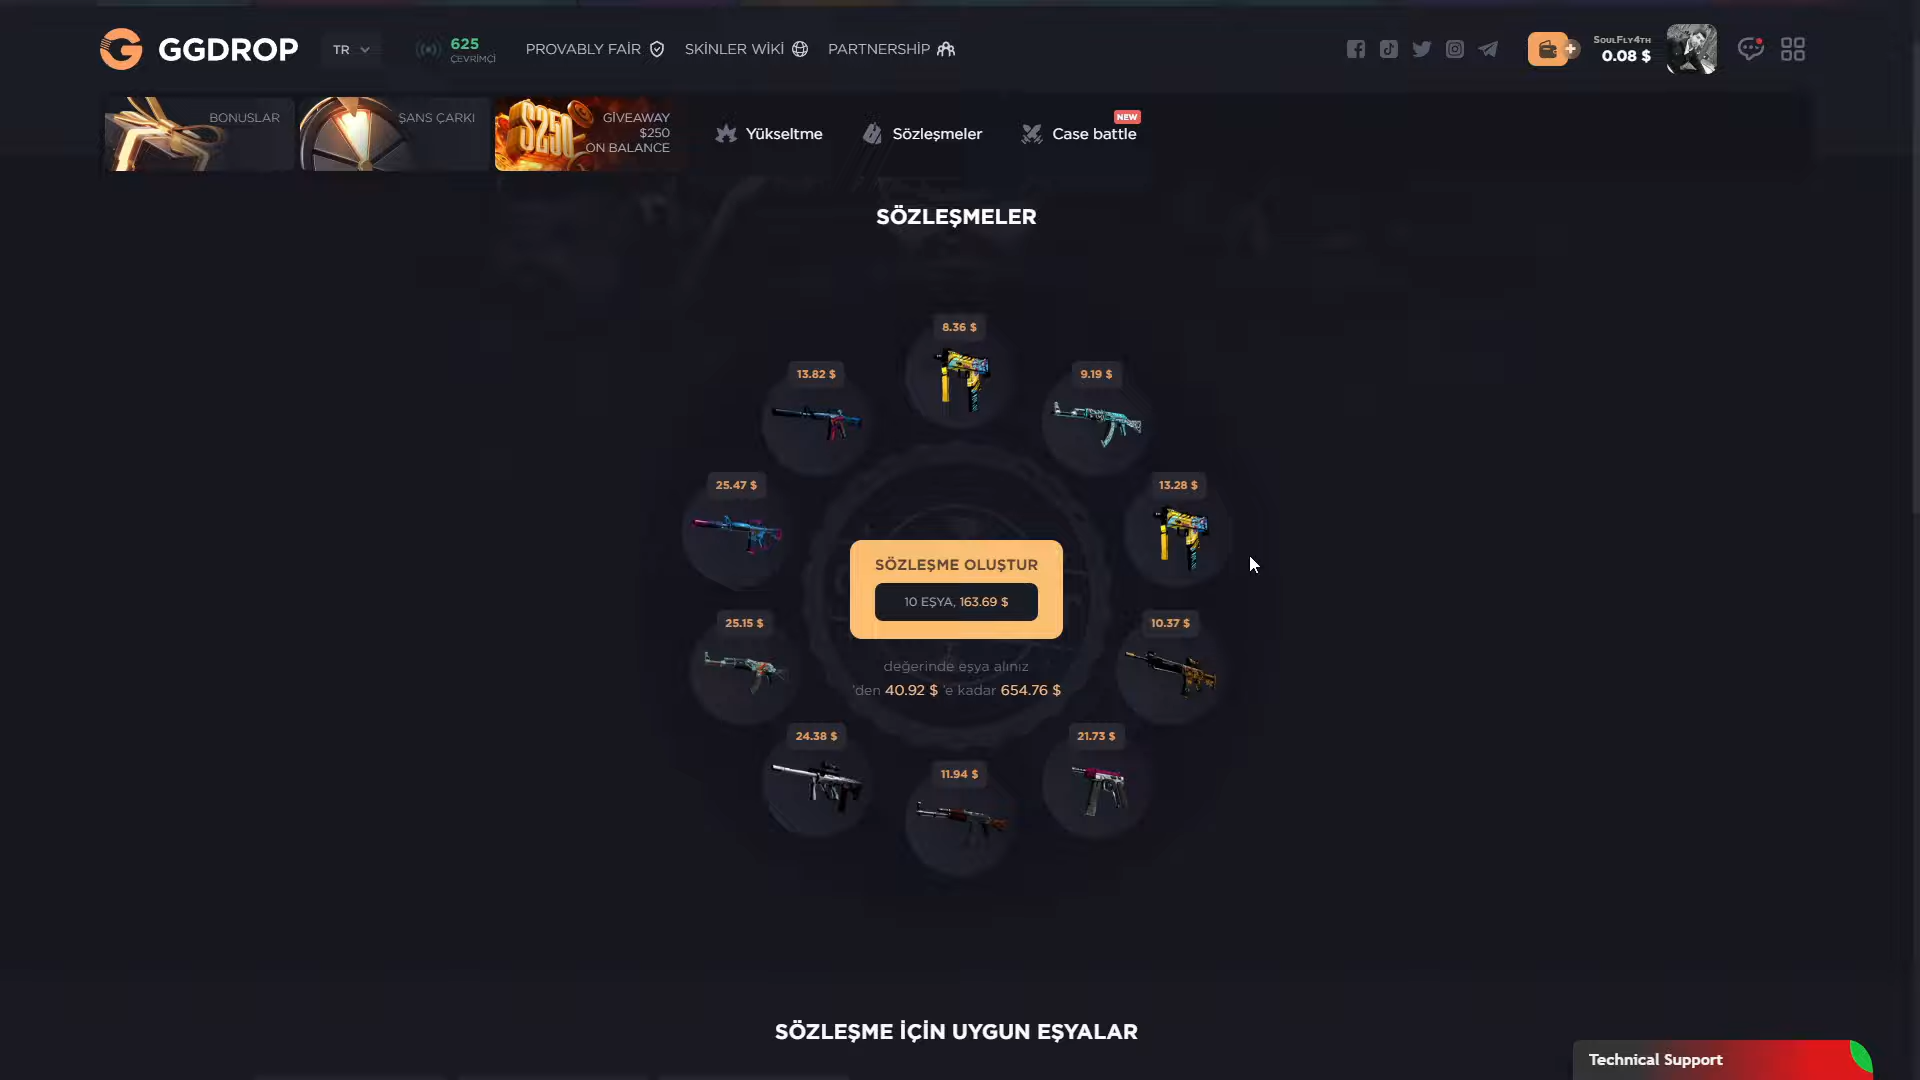 GGDROP
TR
625
ÇEVRİMÇİ
PROVABLY FAİR
SKİNLER WİKİ
PARTNERSHİP
SoulFly4th
0.08 $
BONUSLAR
ŞANS ÇARKI
$250
GİVEAWAY
$250
ON BALANCE
Yükseltme
Sözleşmeler
NEW
Case battle
SÖZLEŞMELER
8.36 $
13.82 $
9.19 $
25.47 $
13.28 $
SÖZLEŞME OLUŞTUR
10 EŞYA, 163.69 $
25.15 $
10.37 $
değerinde eşya alınız
'den 40.92 $ 'e kadar 654.76 $
24.38 $
21.73 $
11.94 $
SÖZLEŞME İÇİN UYGUN EŞYALAR
Technical Support